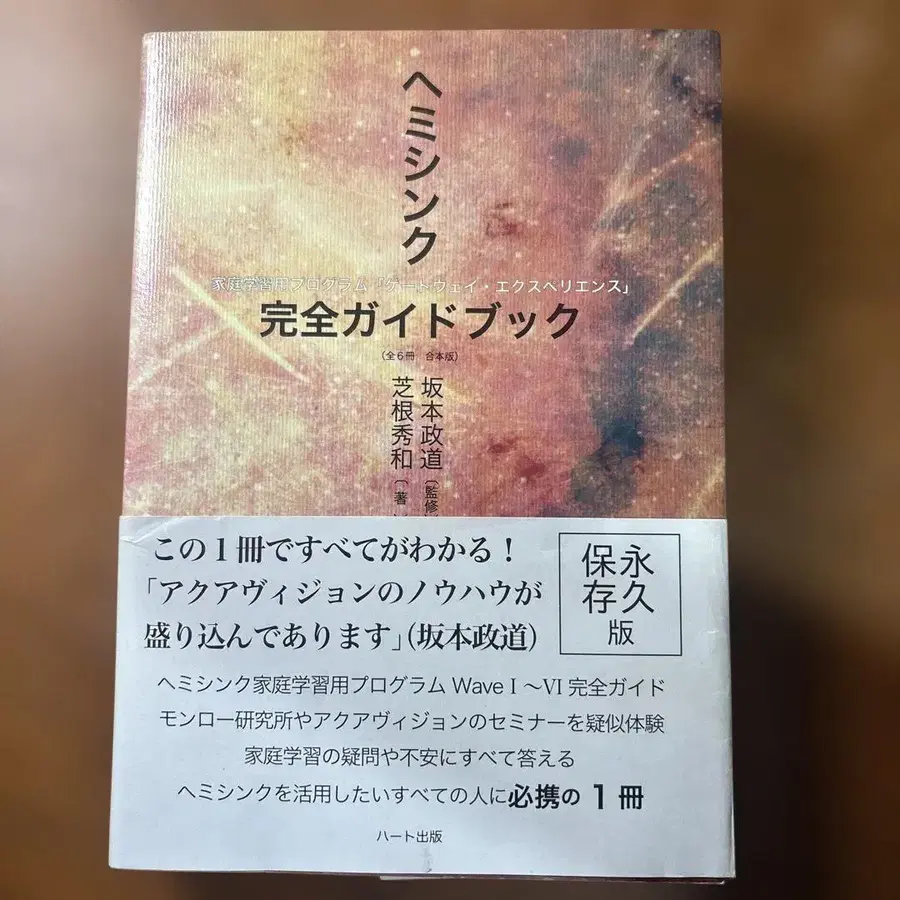 ヘミシンク
家庭学習用プログラム「ゲートウェイ・エクスペリエンス」
完全ガイドブック
(全6冊 合本版)
坂本政道〔監修〕
芝根秀和〔著〕
この1冊ですべてがわかる!
「アクアヴィジョンのノウハウが
盛り込んであります」(坂本政道)
永久
保存
版
ヘミシンク家庭学習用プログラム Wave I ～VI 完全ガイド
モンロー研究所やアクアヴィジョンのセミナーを疑似体験
家庭学習の疑問や不安にすべて答える
ヘミシンクを活用したいすべての人に必携の1冊
ハート出版